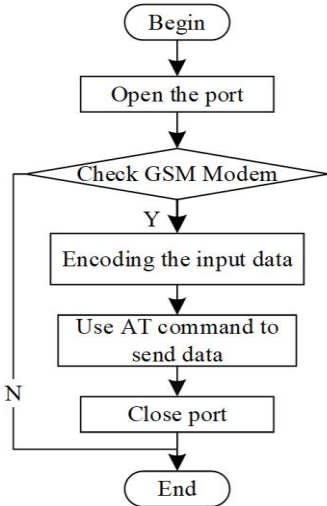 Begin
Open the port
Check GSM Modem
Y
Encoding the input data
Use AT command to
send data
N
Close port
End